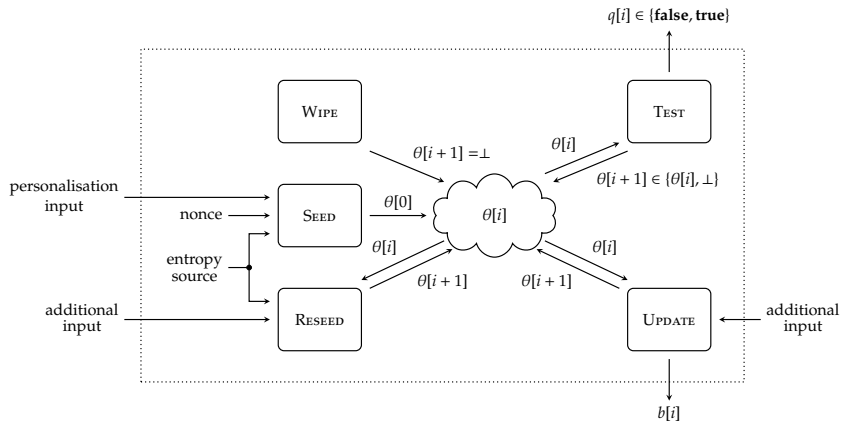 q[i] ∈ {false, true}
WIPE
TEST
θ[i + 1] =⊥
θ[i]
θ[i + 1] ∈ {θ[i], ⊥}
personalisation
input
nonce
SEED
θ[0]
θ[i]
entropy
source
θ[i]
θ[i + 1]
θ[i]
θ[i + 1]
additional
input
RESEED
UPDATE
additional
input
b[i]